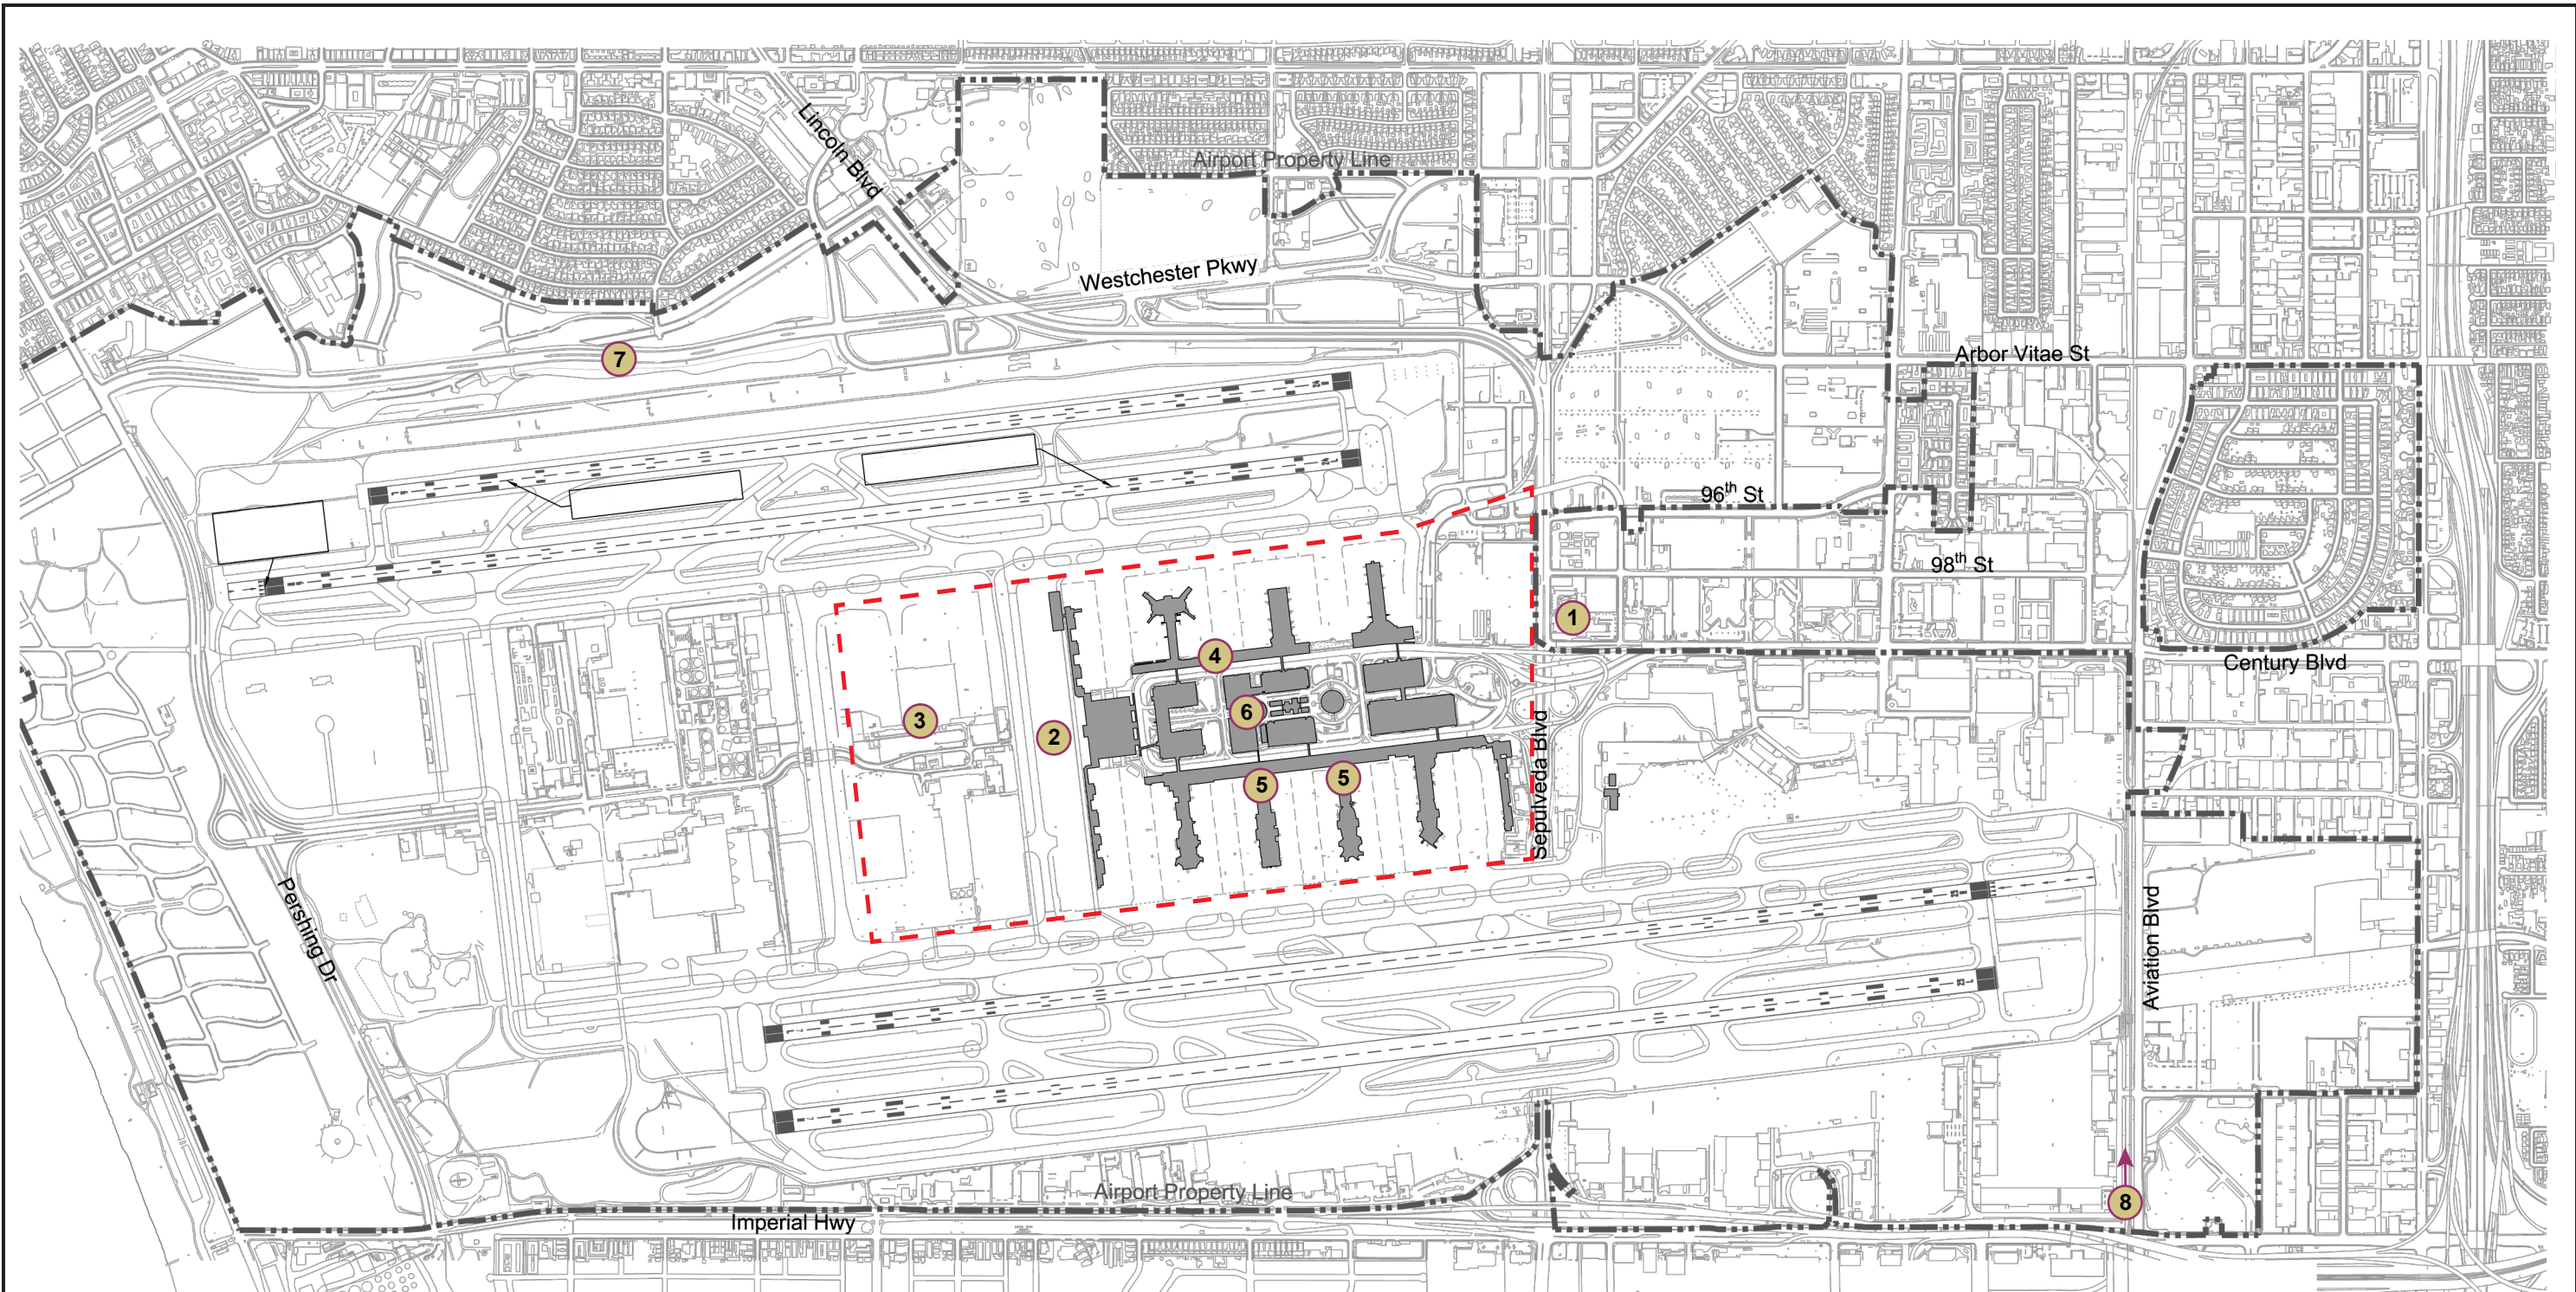 Lincoln Blvd
Airport Property Line
Westchester Pkwy
7
Arbor Vitae St
96th St
98th St
1
4
Century Blvd
6
3
2
5
5
Sepulveda Blvd
Pershing Dr
Aviation Blvd
Airport Property Line
8
Imperial Hwy